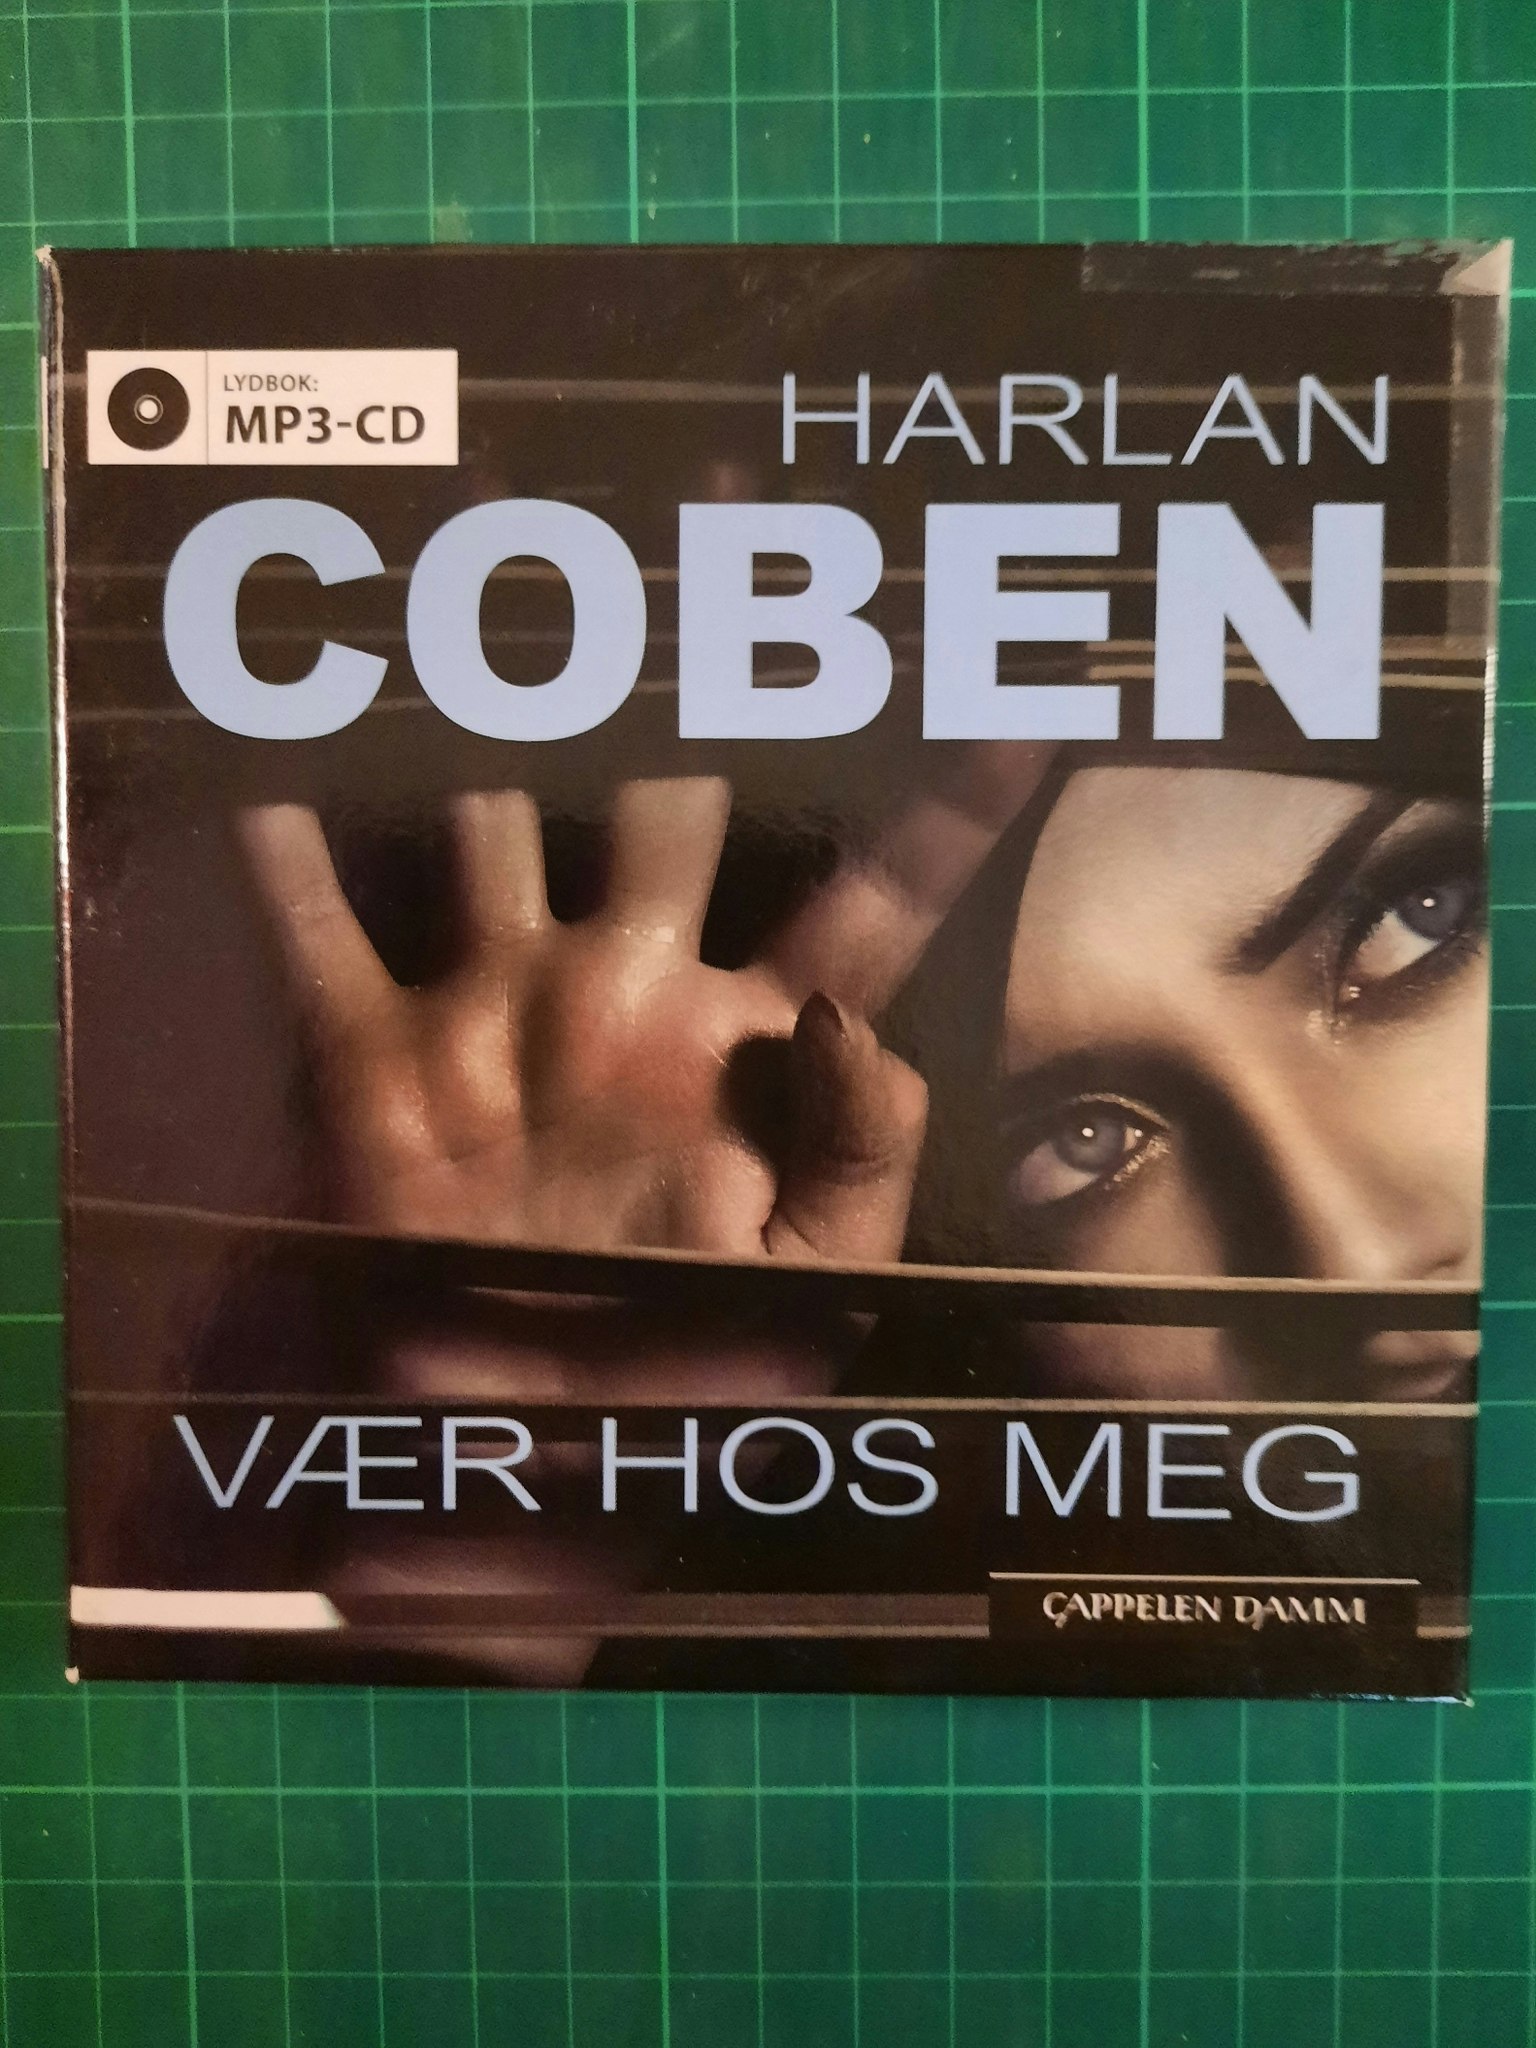 LYDBOK:
MP3-CD
HARLAN
COBEN
VÆR HOS MEG
CAPPELEN DAMM